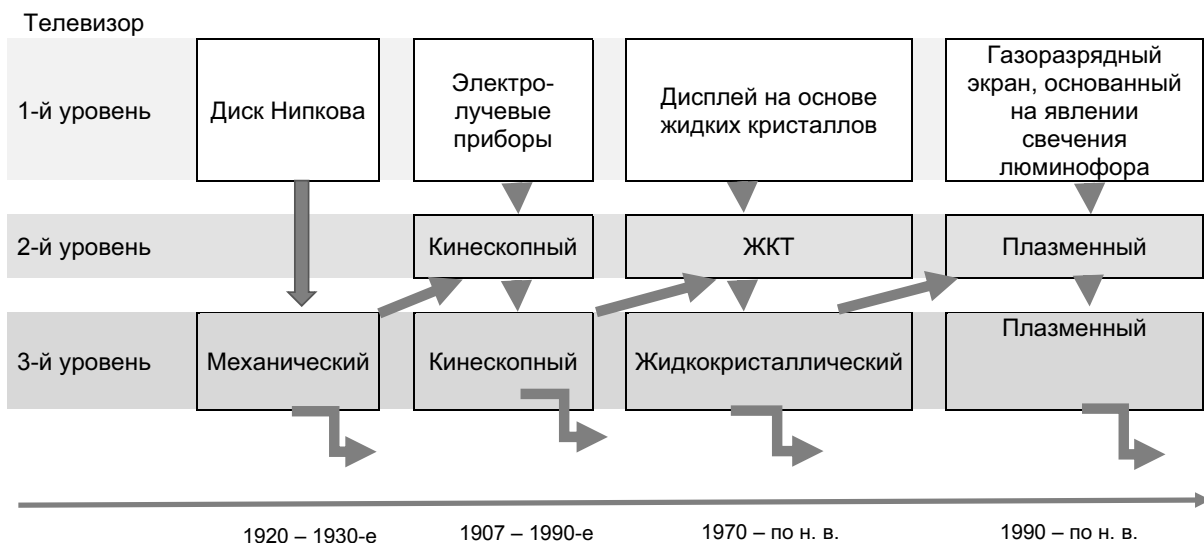 Телевизор
1-й уровень
Диск Нипкова
Электро-
лучевые
приборы
Дисплей на основе
жидких кристаллов
Газоразрядный
экран, основанный
на явлении
свечения
люминофора
2-й уровень
Кинескопный
ЖКТ
Плазменный
3-й уровень
Механический
Кинескопный
Жидкокристаллический
Плазменный
1920 – 1930-е
1907 – 1990-е
1970 – по н. в.
1990 – по н. в.